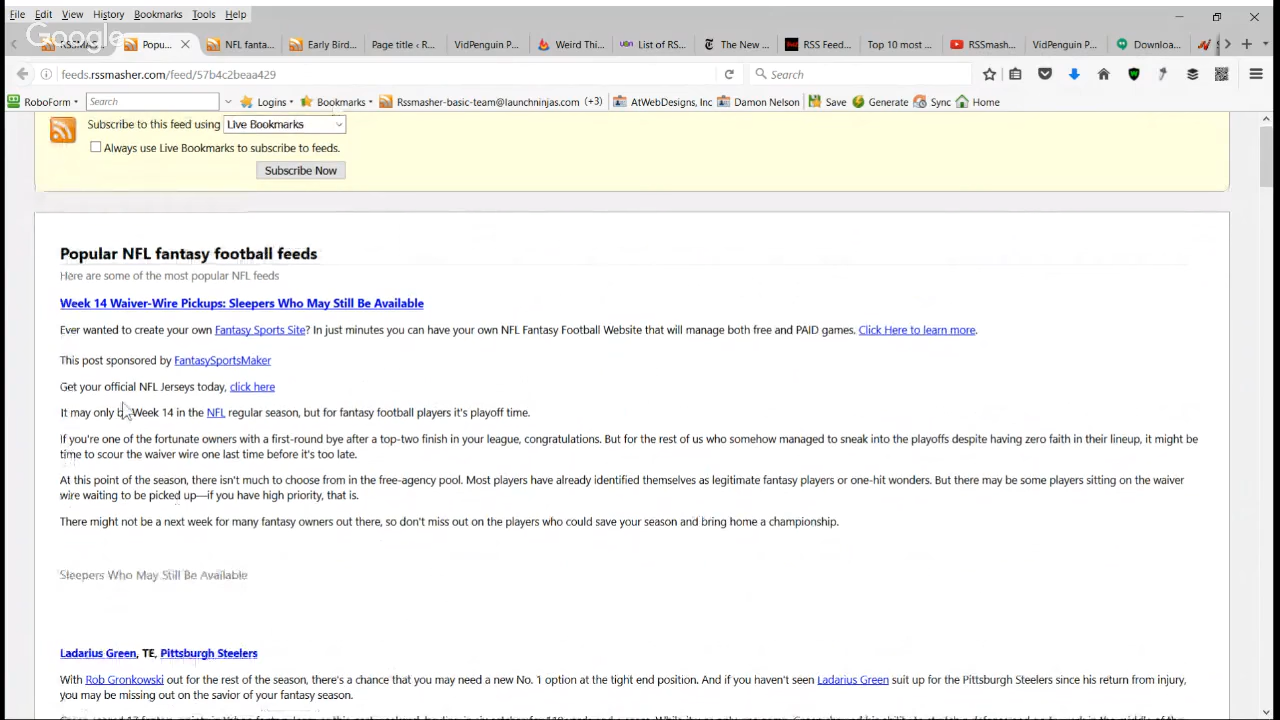 File Edit View History Bookmarks Tools Help
Google
RSSMA... Popu... NFL fanta... Early Bird... Page title ‹ R... VidPenguin P... Weird Thi... List of RS... The New ... RSS Feed... Top 10 most ... RSSmash... VidPenguin P... Downloa...
feeds.rssmasher.com/feed/57b4c2beaa429 Search
RoboForm Search Logins Bookmarks Rssmasher-basic-team@launchninjas.com (+3) AtWebDesigns, Inc Damon Nelson Save Generate Sync Home
Subscribe to this feed using Live Bookmarks
Always use Live Bookmarks to subscribe to feeds.
Subscribe Now
Popular NFL fantasy football feeds
Here are some of the most popular NFL feeds
Week 14 Waiver-Wire Pickups: Sleepers Who May Still Be Available
Ever wanted to create your own Fantasy Sports Site? In just minutes you can have your own NFL Fantasy Football Website that will manage both free and PAID games. Click Here to learn more.
This post sponsored by FantasySportsMaker
Get your official NFL Jerseys today, click here
It may only be Week 14 in the NFL regular season, but for fantasy football players it's playoff time.
If you're one of the fortunate owners with a first-round bye after a top-two finish in your league, congratulations. But for the rest of us who somehow managed to sneak into the playoffs despite having zero faith in their lineup, it might be
time to scour the waiver wire one last time before it's too late.
At this point of the season, there isn't much to choose from in the free-agency pool. Most players have already identified themselves as legitimate fantasy players or one-hit wonders. But there may be some players sitting on the waiver
wire waiting to be picked up—if you have high priority, that is.
There might not be a next week for many fantasy owners out there, so don't miss out on the players who could save your season and bring home a championship.
Sleepers Who May Still Be Available
Ladarius Green, TE, Pittsburgh Steelers
With Rob Gronkowski out for the rest of the season, there's a chance that you may need a new No. 1 option at the tight end position. And if you haven't seen Ladarius Green suit up for the Pittsburgh Steelers since his return from injury,
you may be missing out on the savior of your fantasy season.